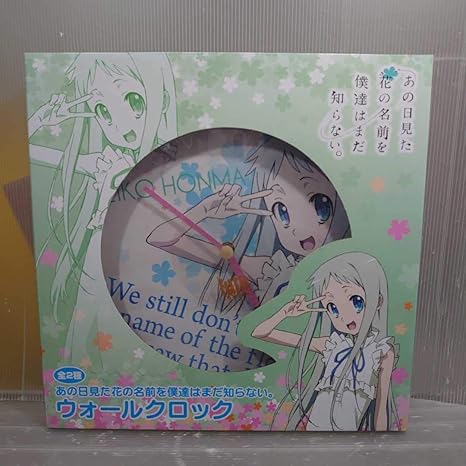 あの日見た
花の名前を
僕達はまだ
知らない。
IKO HONMA
We still don
name of the fl
now that
全2種
あの日見た花の名前を僕達はまだ知らない。
ウォールクロック